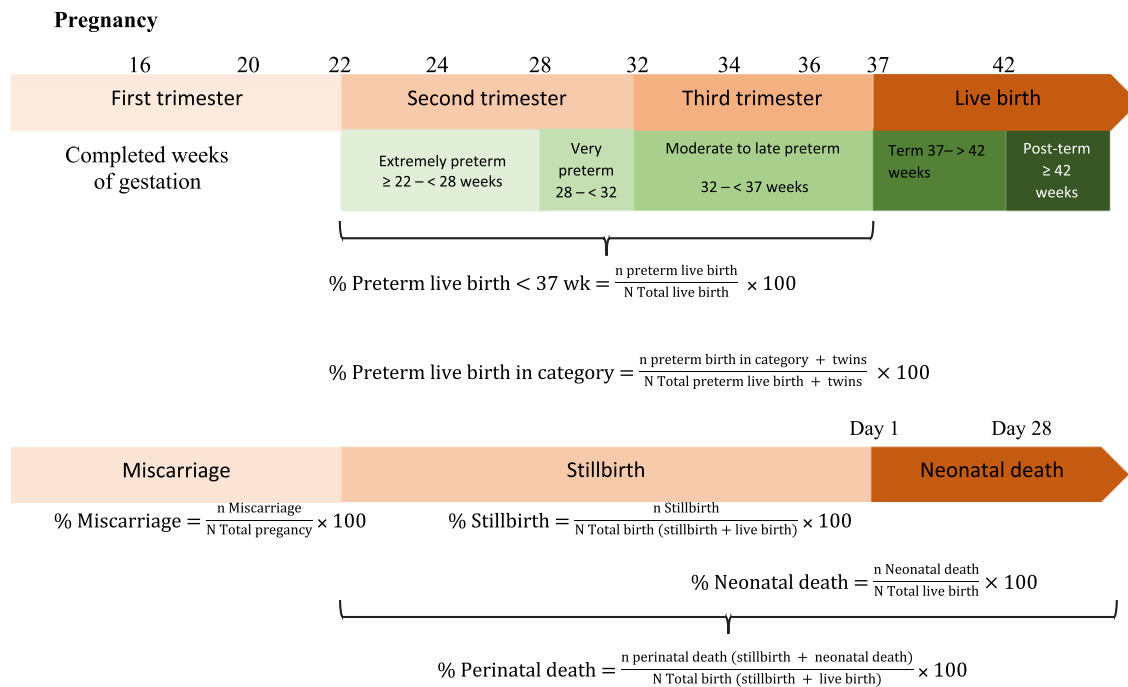 Pregnancy
16 20 22 24 28 32 34 36 37 42
First trimester Second trimester Third trimester Live birth
Completed weeks
of gestation
Extremely preterm
≥ 22 – < 28 weeks
Very
preterm
28 – < 32
Moderate to late preterm
32 – < 37 weeks
Term 37– > 42
weeks
Post-term
≥ 42
weeks
% Preterm live birth < 37 wk = n preterm live birth / N Total live birth × 100
% Preterm live birth in category = n preterm birth in category + twins / N Total preterm live birth + twins × 100
Day 1 Day 28
Miscarriage Stillbirth Neonatal death
% Miscarriage = n Miscarriage / N Total pregancy × 100
% Stillbirth = n Stillbirth / N Total birth (stillbirth + live birth) × 100
% Neonatal death = n Neonatal death / N Total live birth × 100
% Perinatal death = n perinatal death (stillbirth + neonatal death) / N Total birth (stillbirth + live birth) × 100